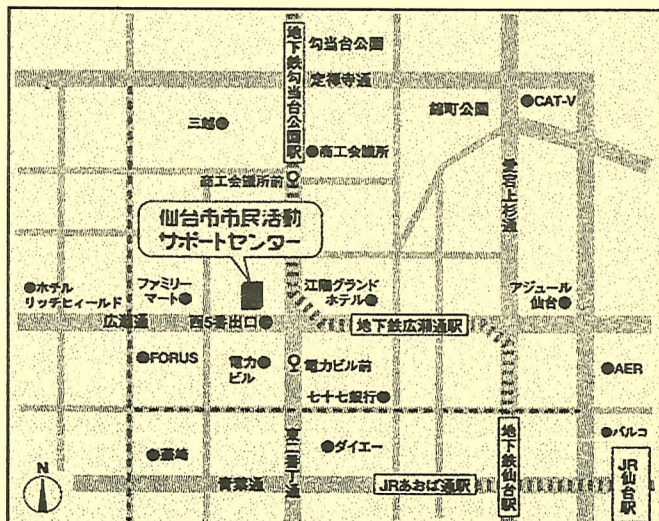 勾当台公園
地下鉄勾当台公園駅
定禅寺通
錦町公園
●CAT-V
三越●
●商工会議所
商工会議所前
愛宕上杉通
仙台市市民活動
サポートセンター
●ホテル
リッチフィールド
ファミリー
マート●
江陽グランド
ホテル●
アジュール
仙台●
広瀬通
西5番出口●
地下鉄広瀬通駅
●FORUS
電力●
ビル
電力ビル前
●AER
七十七銀行●
東二番丁通
地下鉄仙台駅
●パルコ
●藤崎
●ダイエー
JR仙台駅
N
青葉通
JRあおば通駅